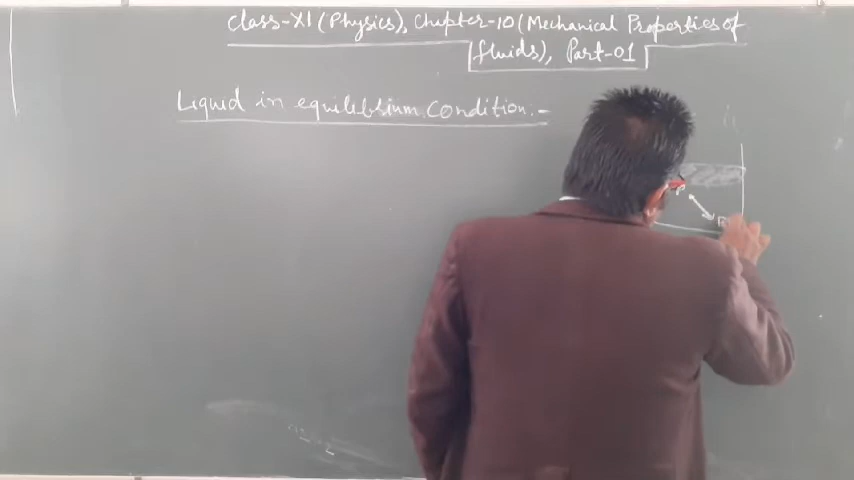 Class-XI (Physics), Chapter-10 (Mechanical Properties of
fluids), Part-01
Liquid in equilibrium condition.-